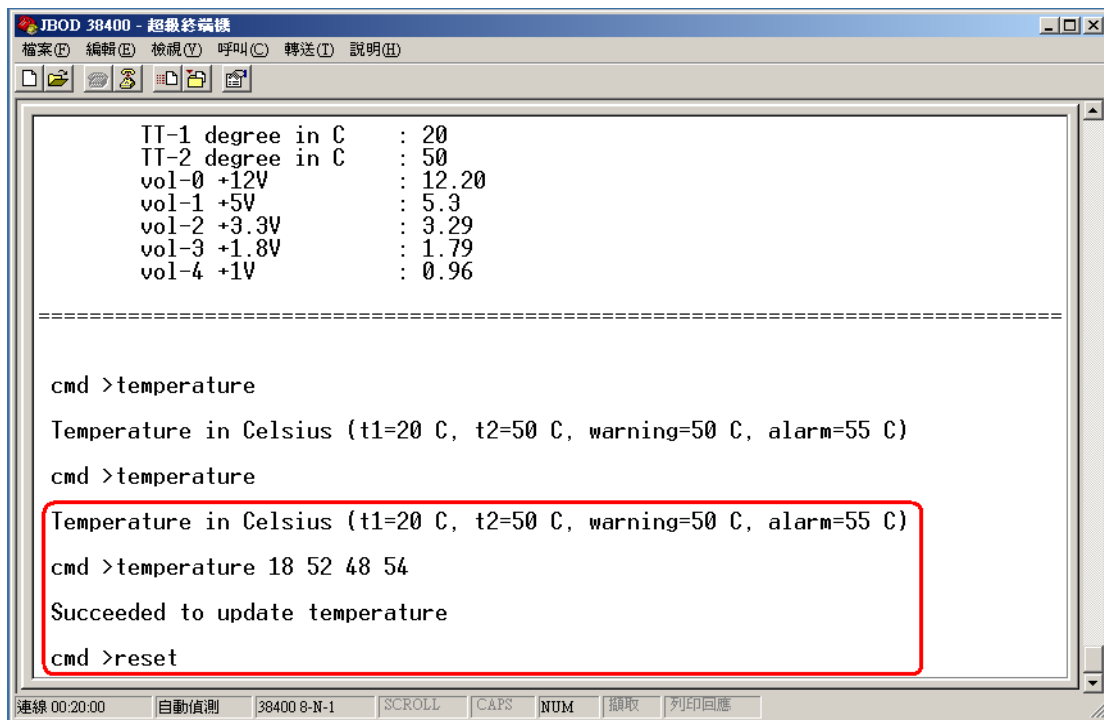 JBOD 38400 - 超級終端機
檔案(F) 編輯(E) 檢視(V) 呼叫(C) 轉送(T) 說明(H)
TT-1 degree in C : 20
TT-2 degree in C : 50
vol-0 +12V : 12.20
vol-1 +5V : 5.3
vol-2 +3.3V : 3.29
vol-3 +1.8V : 1.79
vol-4 +1V : 0.96
================================================================================
cmd >temperature
Temperature in Celsius (t1=20 C, t2=50 C, warning=50 C, alarm=55 C)
cmd >temperature
Temperature in Celsius (t1=20 C, t2=50 C, warning=50 C, alarm=55 C)
cmd >temperature 18 52 48 54
Succeeded to update temperature
cmd >reset
連線 00:20:00 自動偵測 38400 8-N-1 SCROLL CAPS NUM 擷取 列印回應